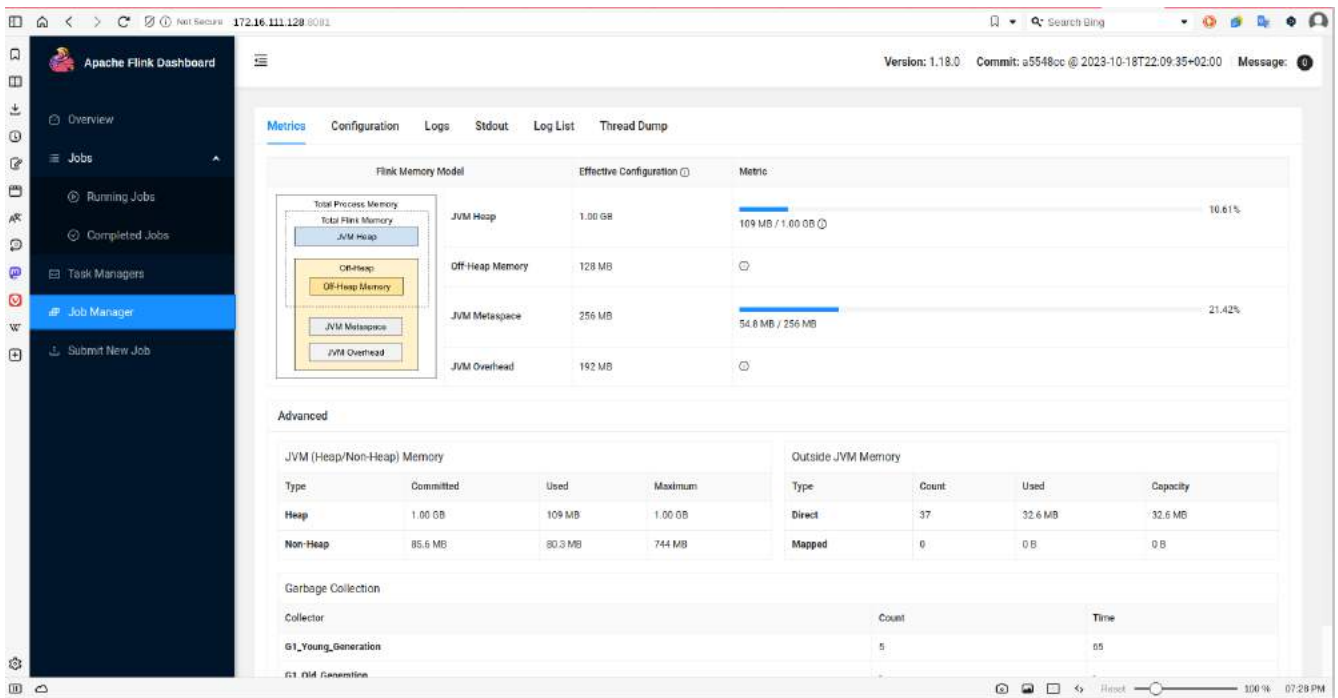 Not Secure 172.16.111.128:8081
Search Bing
Apache Flink Dashboard
Version: 1.18.0 Commit: a5548cc @ 2023-10-18T22:09:35+02:00 Message: 0
Overview
Jobs
Running Jobs
Completed Jobs
Task Managers
Job Manager
Submit New Job
Metrics Configuration Logs Stdout Log List Thread Dump
Flink Memory Model Effective Configuration Metric
Total Process Memory
Total Flink Memory
JVM Heap
Off-Heap
Off-Heap Memory
JVM Metaspace
JVM Overhead
JVM Heap 1.00 GB 10.61%
109 MB / 1.00 GB
Off-Heap Memory 128 MB
JVM Metaspace 256 MB 21.42%
54.8 MB / 256 MB
JVM Overhead 192 MB
Advanced
JVM (Heap/Non-Heap) Memory
Type Committed Used Maximum
Heap 1.00 GB 109 MB 1.00 GB
Non-Heap 85.6 MB 80.3 MB 744 MB
Outside JVM Memory
Type Count Used Capacity
Direct 37 32.6 MB 32.6 MB
Mapped 0 0 B 0 B
Garbage Collection
Collector Count Time
G1_Young_Generation 5 65
G1_Old_Generation
Reset 100 % 07:28 PM